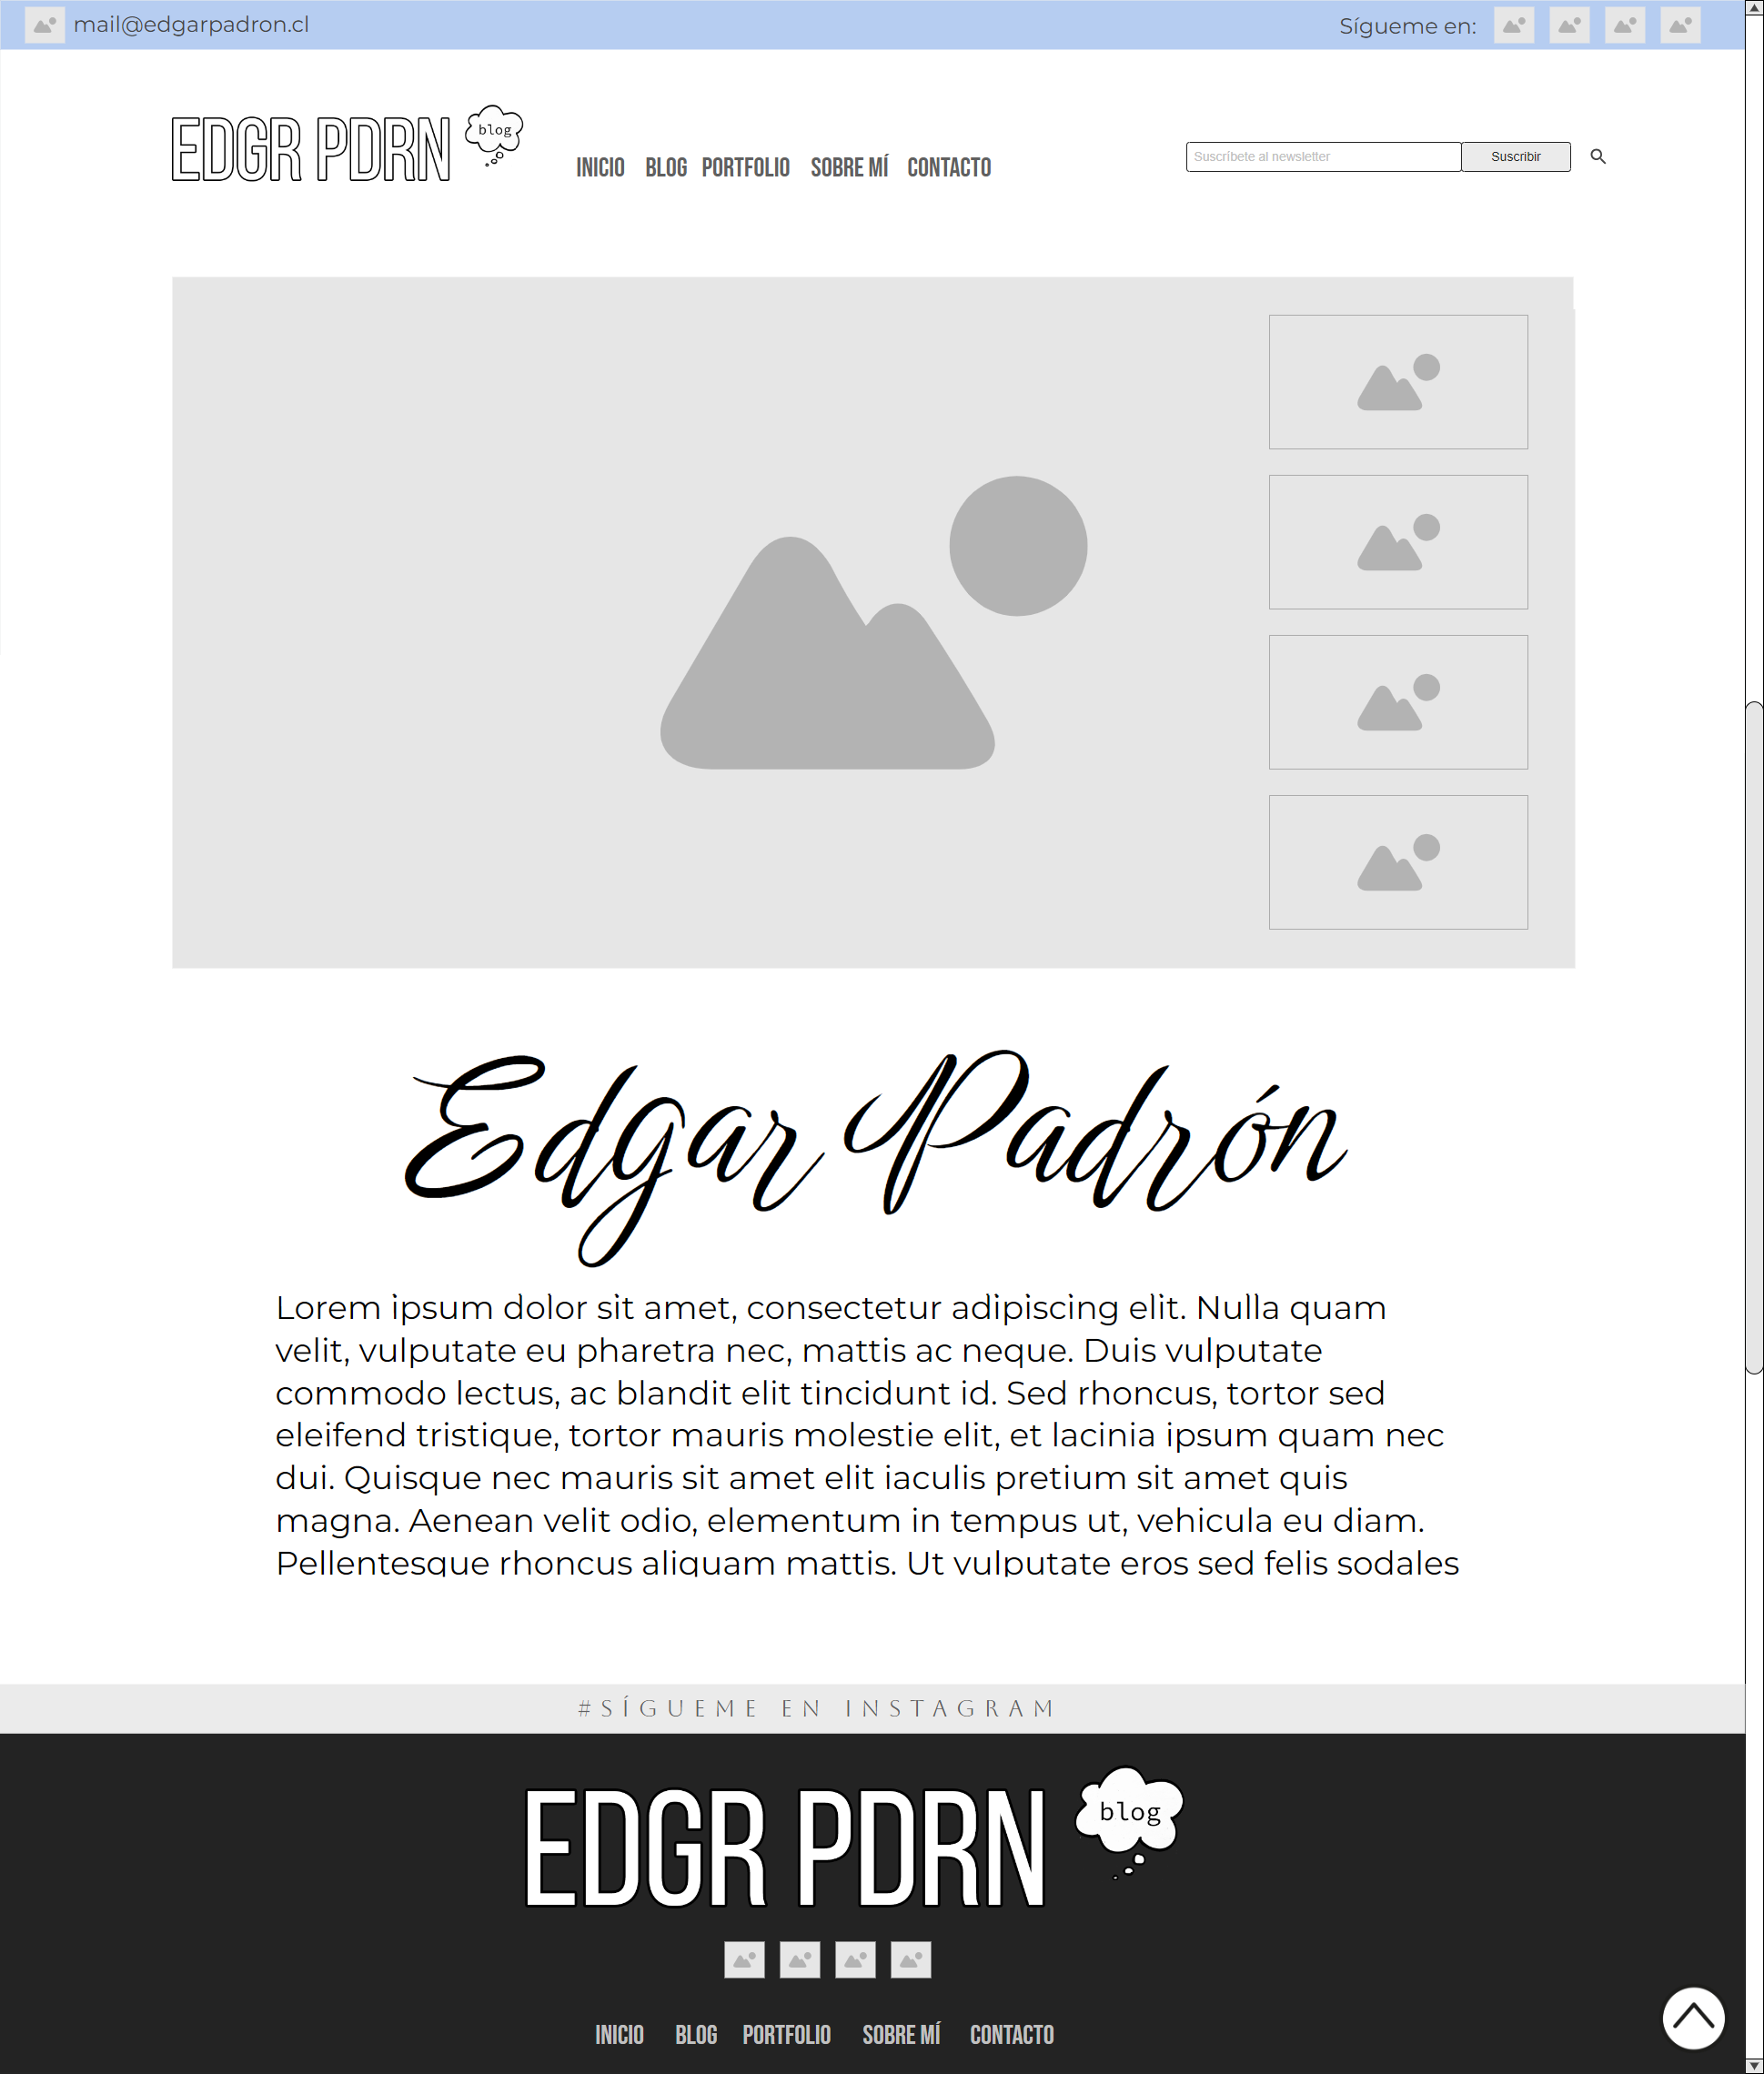 mail@edgarpadron.cl
Sígueme en:
EDGR PDRN
blog
INICIO BLOG PORTFOLIO SOBRE MÍ CONTACTO
Suscríbete al newsletter
Suscribir
Edgar Padrón
Lorem ipsum dolor sit amet, consectetur adipiscing elit. Nulla quam
velit, vulputate eu pharetra nec, mattis ac neque. Duis vulputate
commodo lectus, ac blandit elit tincidunt id. Sed rhoncus, tortor sed
eleifend tristique, tortor mauris molestie elit, et lacinia ipsum quam nec
dui. Quisque nec mauris sit amet elit iaculis pretium sit amet quis
magna. Aenean velit odio, elementum in tempus ut, vehicula eu diam.
Pellentesque rhoncus aliquam mattis. Ut vulputate eros sed felis sodales
#SÍGUEME EN INSTAGRAM
EDGR PDRN
blog
INICIO BLOG PORTFOLIO SOBRE MÍ CONTACTO